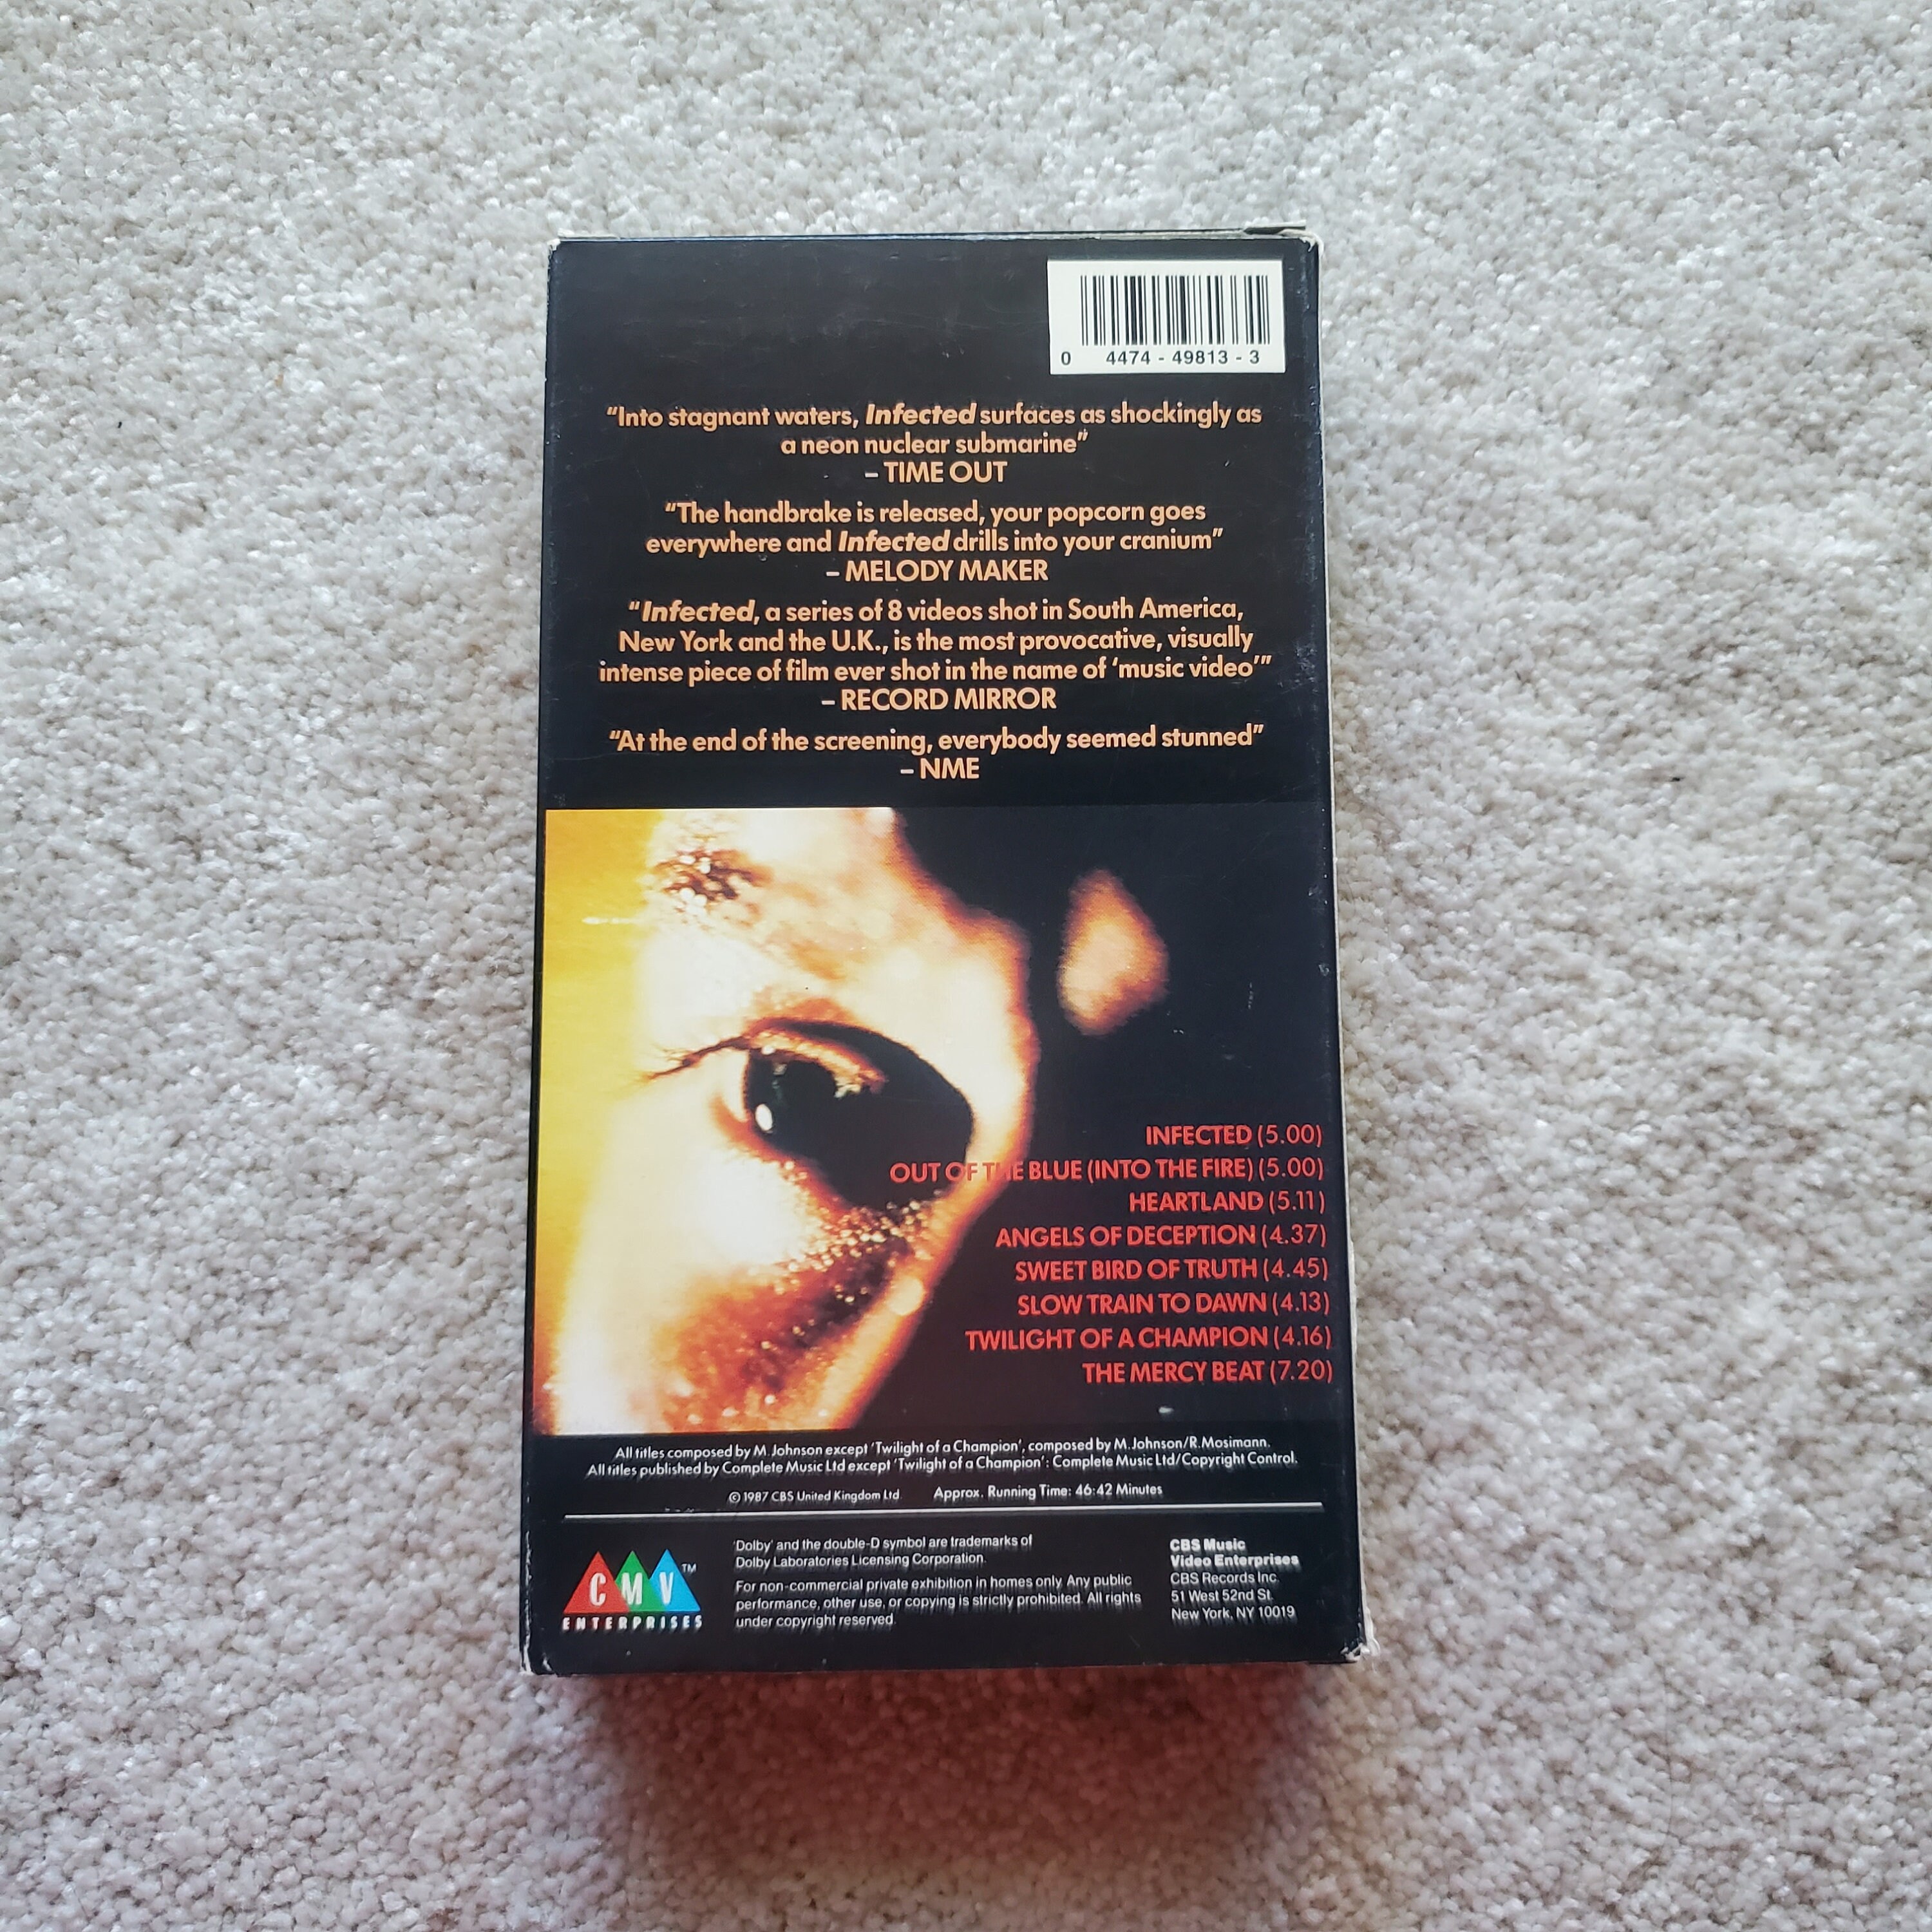 0 4474 - 49813 - 3
“Into stagnant waters, Infected surfaces as shockingly as
a neon nuclear submarine”
– TIME OUT
“The handbrake is released, your popcorn goes
everywhere and Infected drills into your cranium”
– MELODY MAKER
“Infected, a series of 8 videos shot in South America,
New York and the U.K., is the most provocative, visually
intense piece of film ever shot in the name of ‘music video’”
– RECORD MIRROR
“At the end of the screening, everybody seemed stunned”
– NME
INFECTED (5.00)
OUT OF THE BLUE (INTO THE FIRE) (5.00)
HEARTLAND (5.11)
ANGELS OF DECEPTION (4.37)
SWEET BIRD OF TRUTH (4.45)
SLOW TRAIN TO DAWN (4.13)
TWILIGHT OF A CHAMPION (4.16)
THE MERCY BEAT (7.20)
All titles composed by M. Johnson except ‘Twilight of a Champion’, composed by M. Johnson/R. Mosimann.
All titles published by Complete Music Ltd except ‘Twilight of a Champion’: Complete Music Ltd/Copyright Control.
© 1987 CBS United Kingdom Ltd. Approx. Running Time: 46:42 Minutes
CMV™
ENTERPRISES
‘Dolby’ and the double-D symbol are trademarks of
Dolby Laboratories Licensing Corporation.
For non-commercial private exhibition in homes only. Any public
performance, other use, or copying is strictly prohibited. All rights
under copyright reserved.
CBS Music
Video Enterprises
CBS Records Inc.
51 West 52nd St.
New York, NY 10019